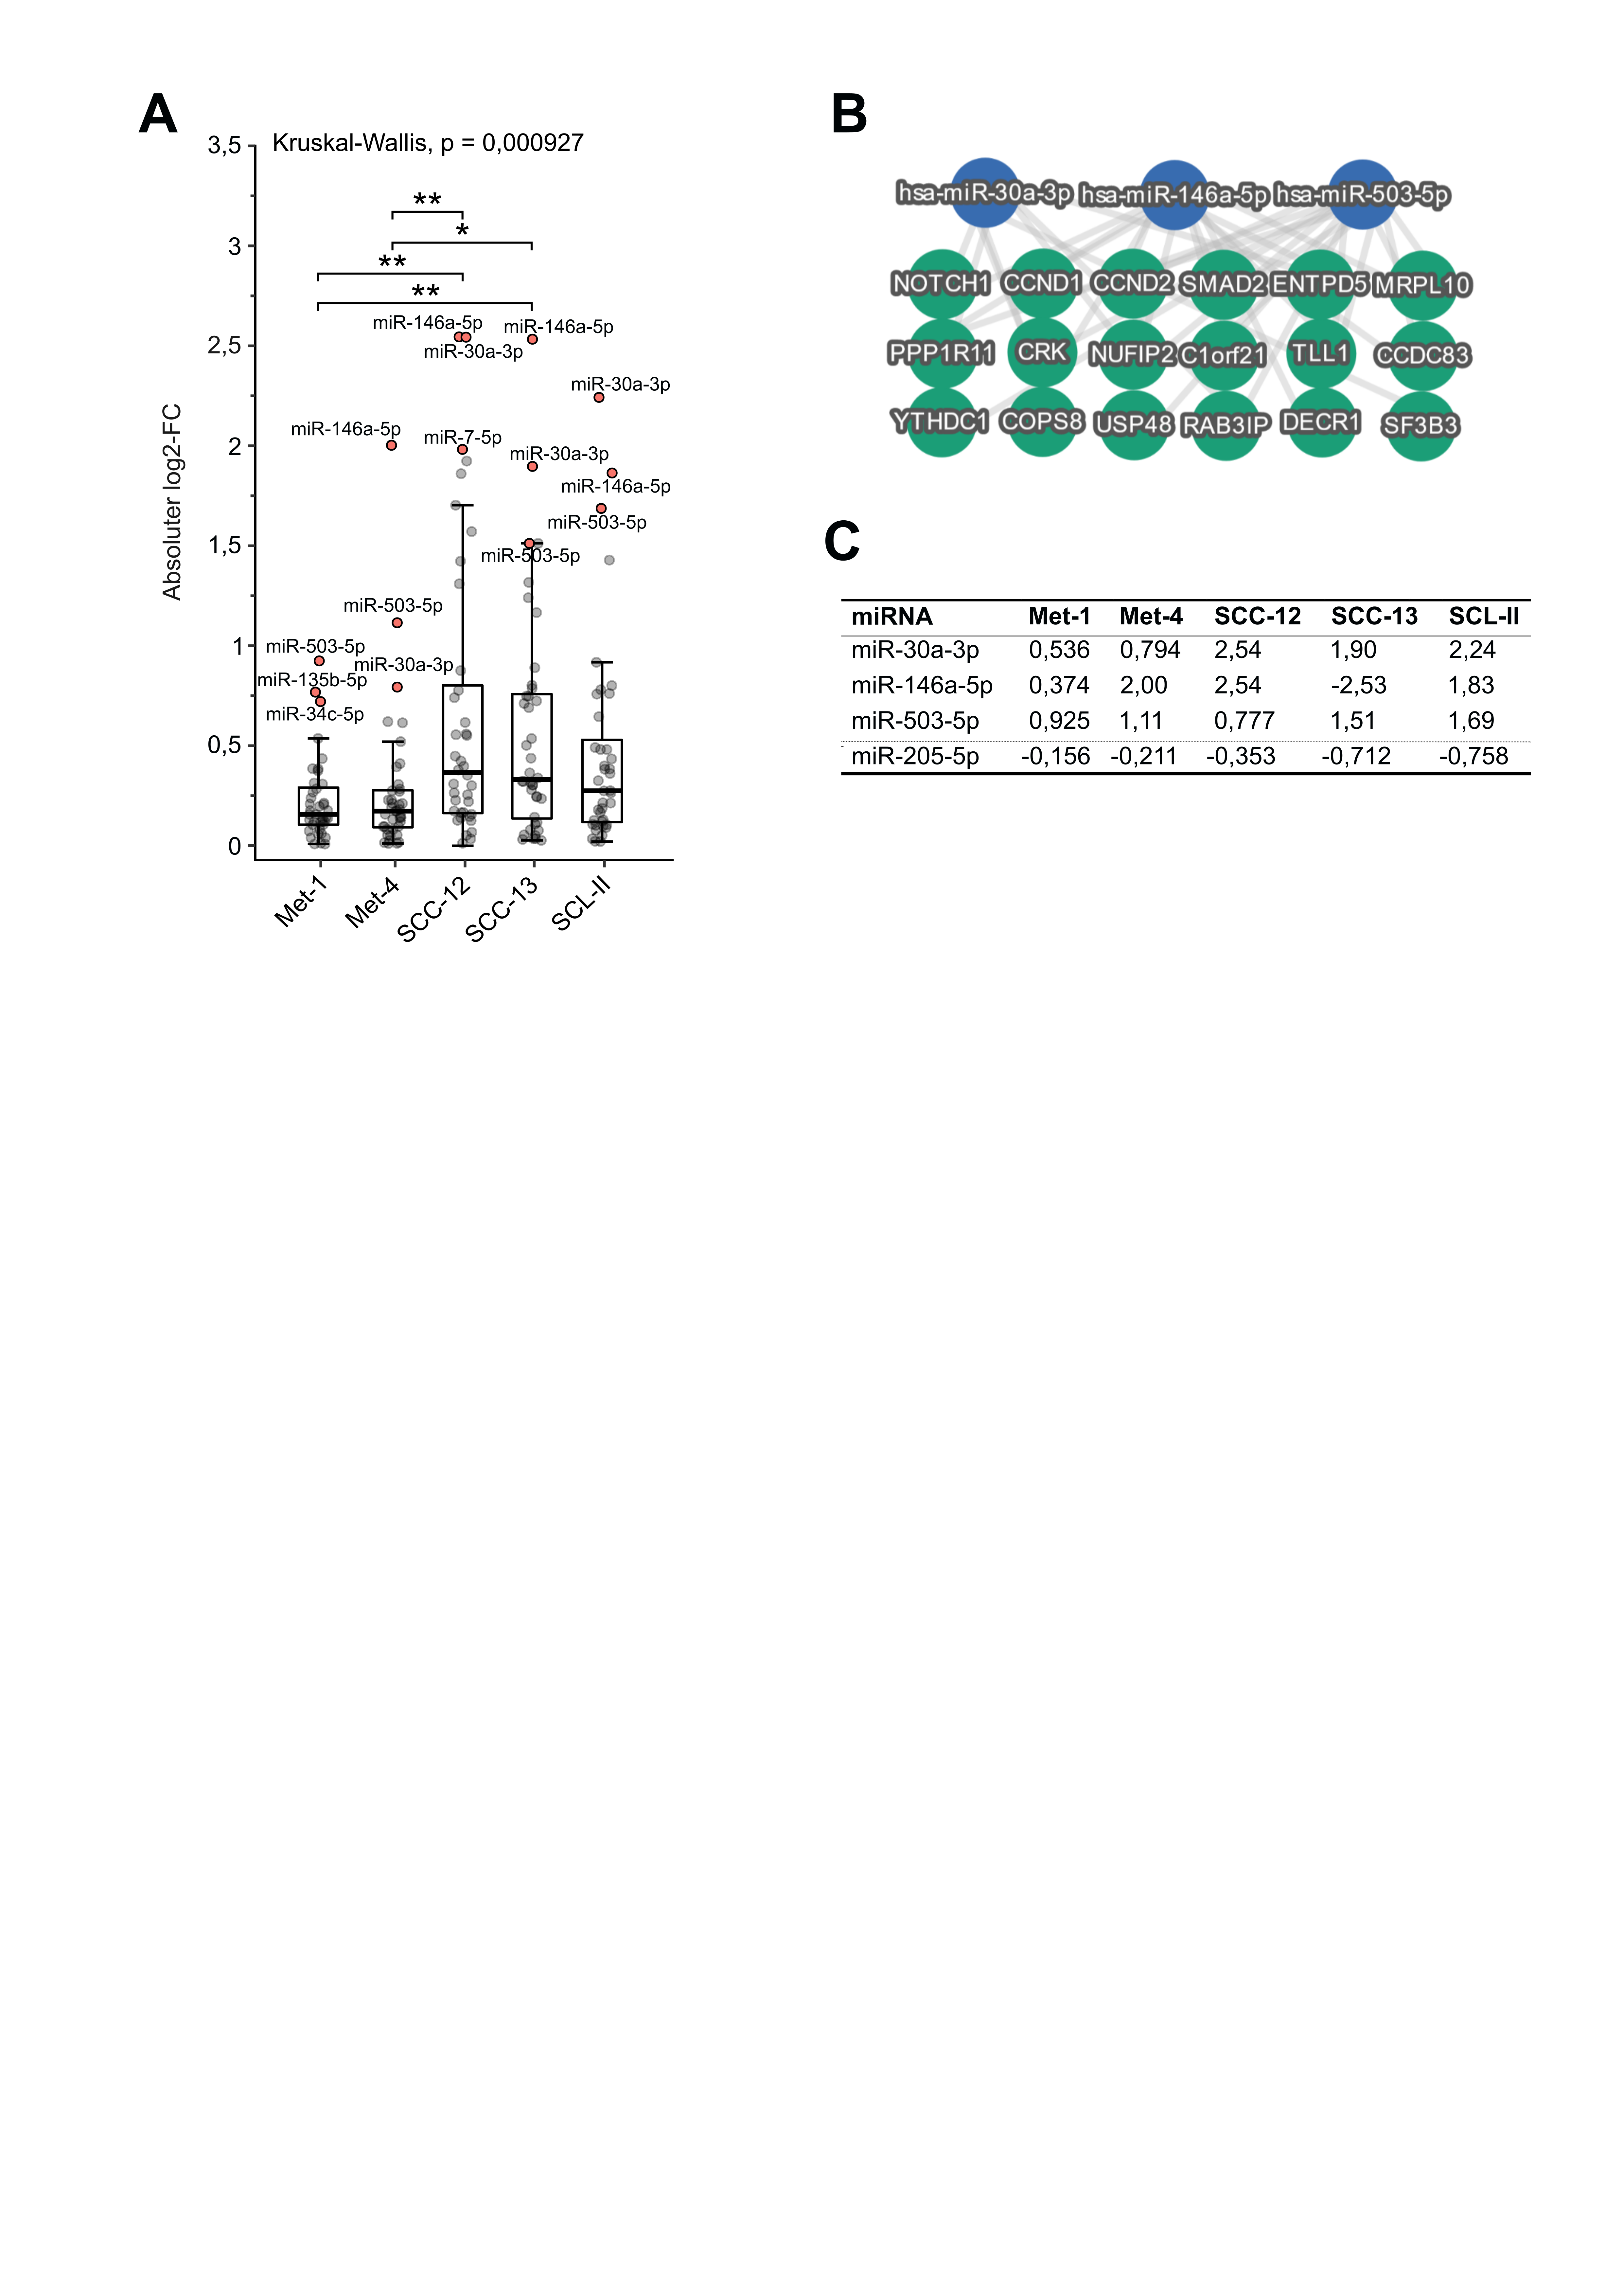 A
Kruskal-Wallis, p = 0,000927
Absoluter log2-FC
3,5
3
2,5
2
1,5
1
0,5
0
**
*
**
**
miR-146a-5p
miR-146a-5p
miR-30a-3p
miR-30a-3p
miR-146a-5p
miR-7-5p
miR-30a-3p
miR-146a-5p
miR-503-5p
miR-503-5p
miR-503-5p
miR-503-5p
miR-30a-3p
miR-135b-5p
miR-34c-5p
Met-1
Met-4
SCC-12
SCC-13
SCL-II
B
hsa-miR-30a-3p hsa-miR-146a-5p hsa-miR-503-5p
NOTCH1 CCND1 CCND2 SMAD2 ENTPD5 MRPL10
PPP1R11 CRK NUFIP2 C1orf21 TLL1 CCDC83
YTHDC1 COPS8 USP48 RAB3IP DECR1 SF3B3
C
miRNA Met-1 Met-4 SCC-12 SCC-13 SCL-II
miR-30a-3p 0,536 0,794 2,54 1,90 2,24
miR-146a-5p 0,374 2,00 2,54 -2,53 1,83
miR-503-5p 0,925 1,11 0,777 1,51 1,69
miR-205-5p -0,156 -0,211 -0,353 -0,712 -0,758